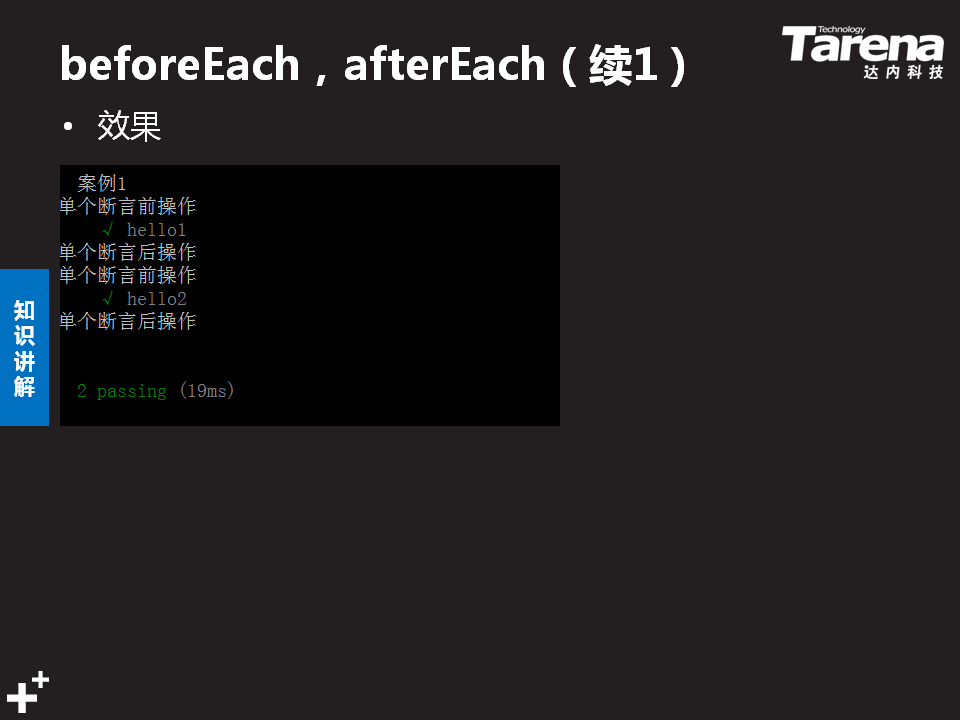 beforeEach，afterEach（续1）
Technology
Tarena
达内科技
• 效果
案例1
单个断言前操作
√ hello1
单个断言后操作
单个断言前操作
√ hello2
单个断言后操作
2 passing (19ms)
知识讲解